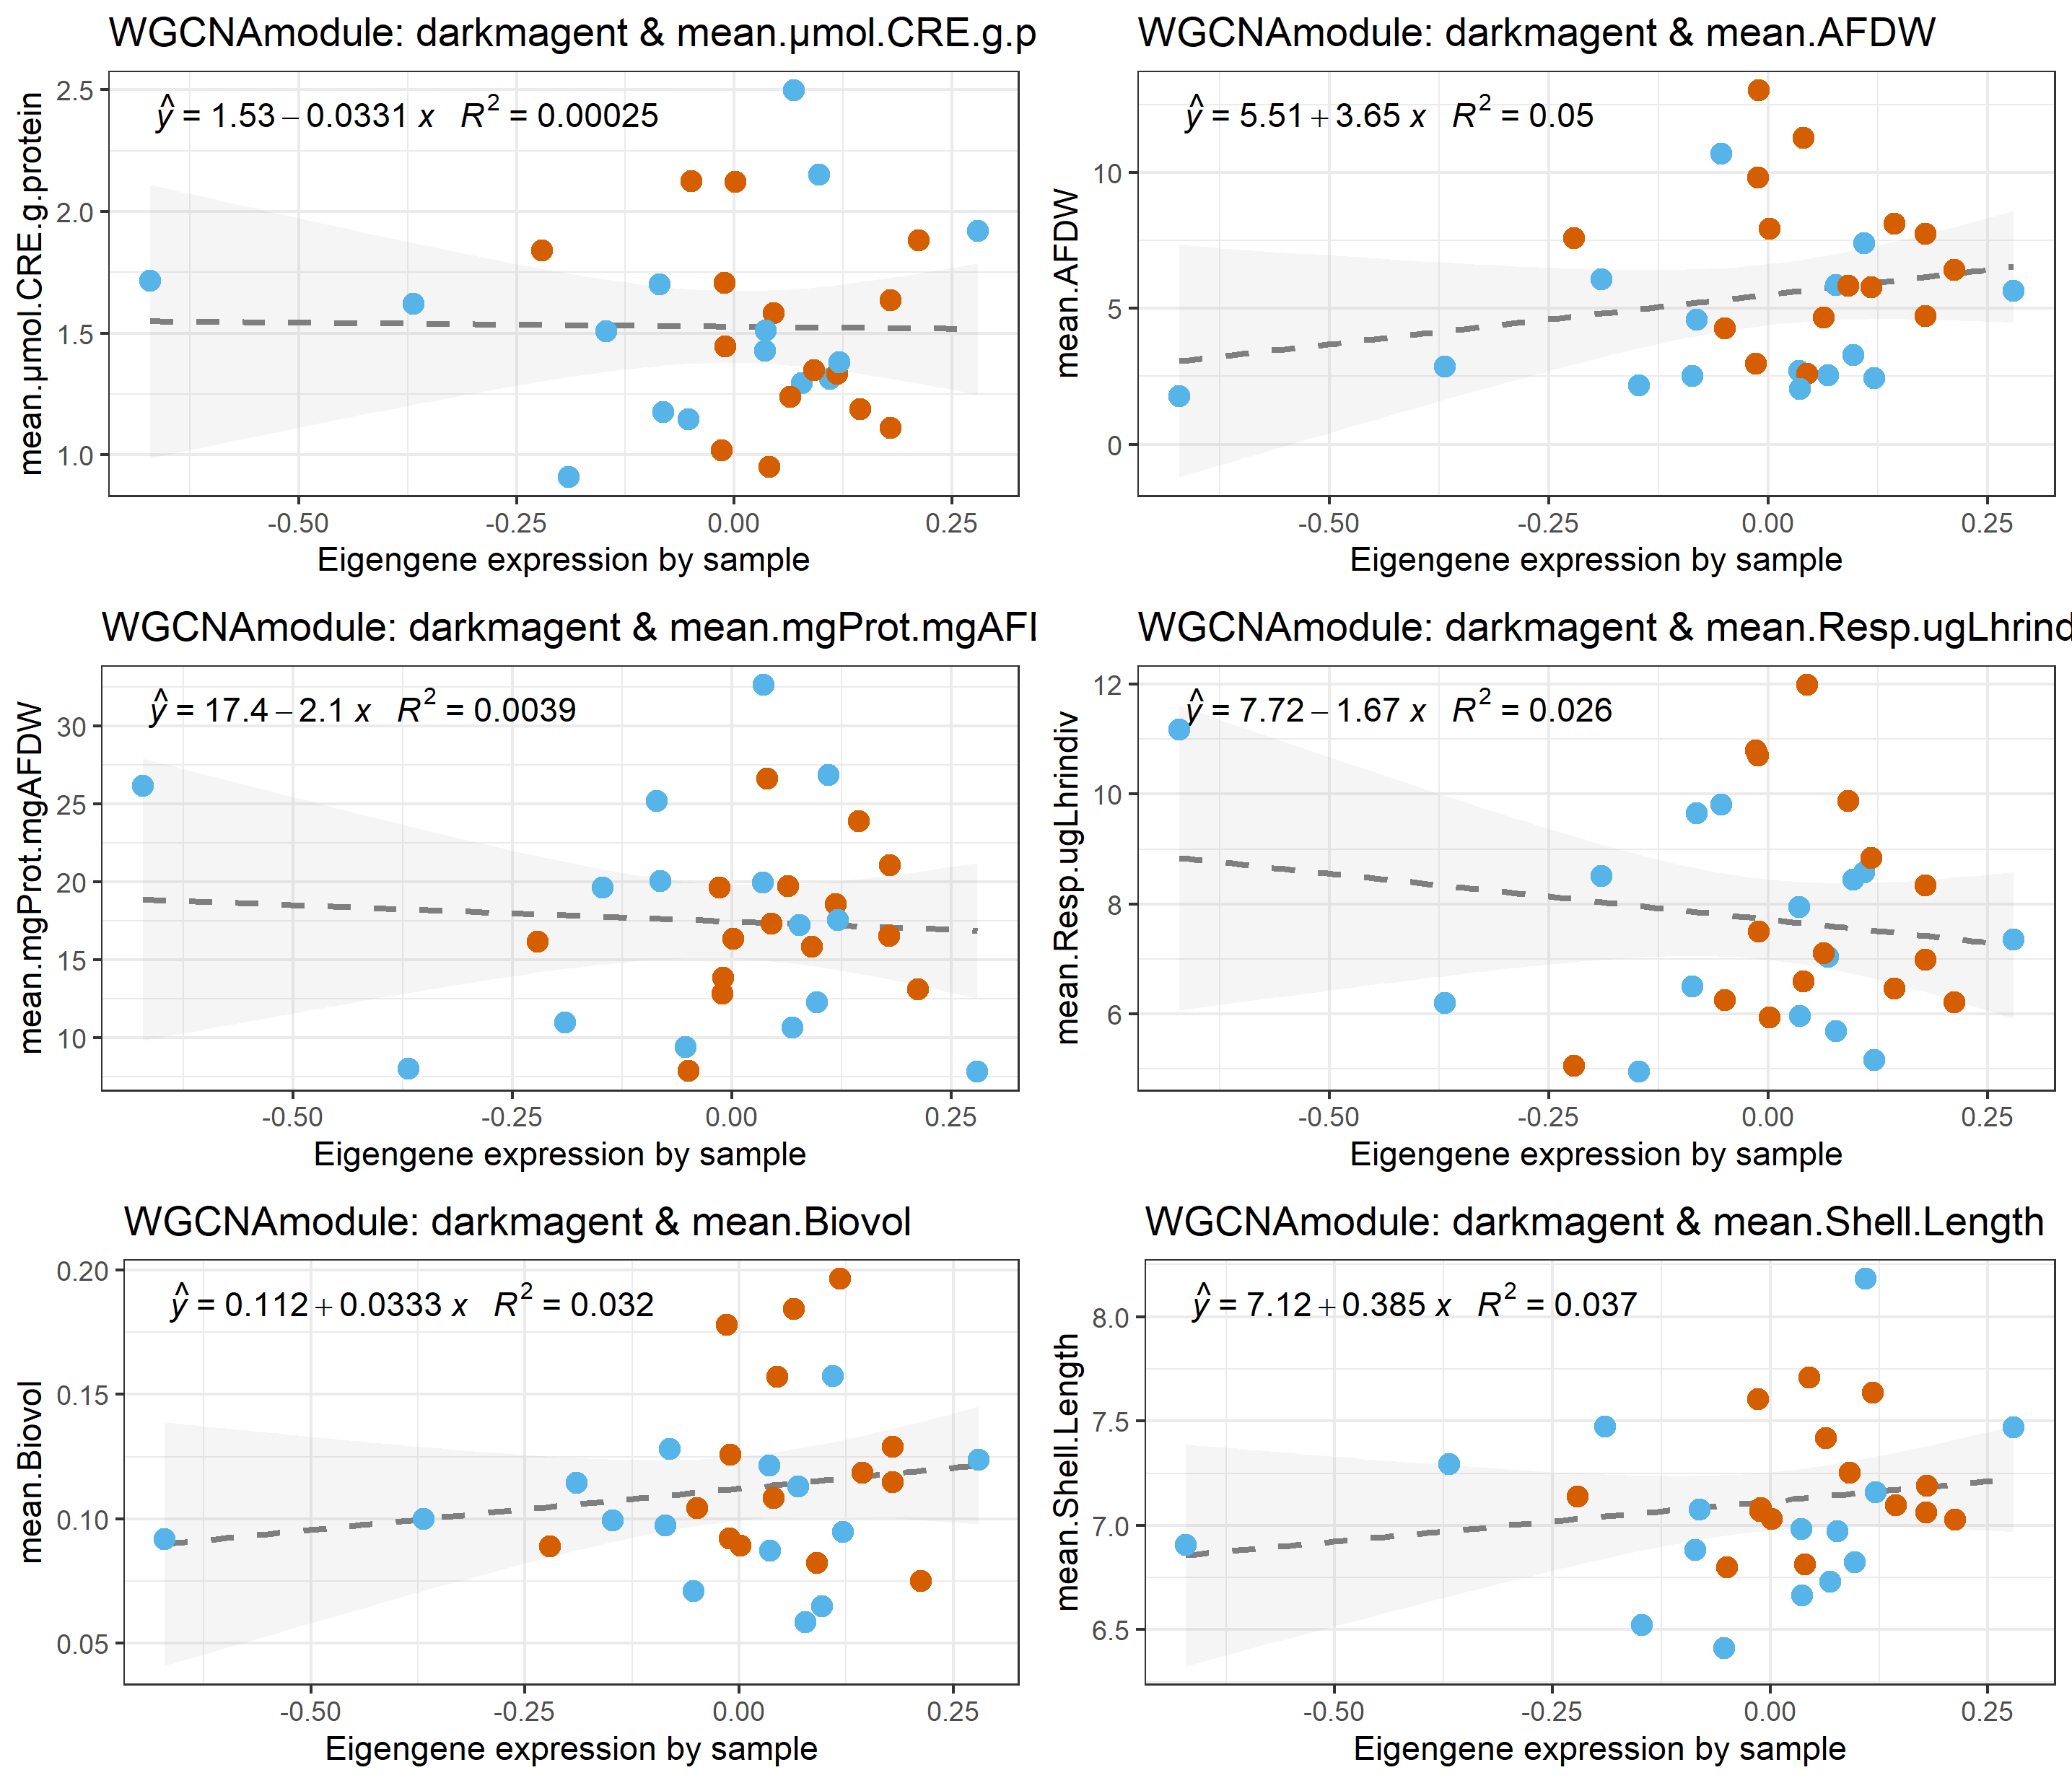 WGCNAmodule: darkmagent & mean.µmol.CRE.g.p
mean.µmol.CRE.g.protein
2.5
2.0
1.5
1.0
ŷ = 1.53 − 0.0331 x R² = 0.00025
-0.50 -0.25 0.00 0.25
Eigengene expression by sample
WGCNAmodule: darkmagent & mean.AFDW
mean.AFDW
10
5
0
ŷ = 5.51 + 3.65 x R² = 0.05
-0.50 -0.25 0.00 0.25
Eigengene expression by sample
WGCNAmodule: darkmagent & mean.mgProt.mgAFI
mean.mgProt.mgAFDW
30
25
20
15
10
ŷ = 17.4 − 2.1 x R² = 0.0039
-0.50 -0.25 0.00 0.25
Eigengene expression by sample
WGCNAmodule: darkmagent & mean.Resp.ugLhrind
mean.Resp.ugLhrindiv
12
10
8
6
ŷ = 7.72 − 1.67 x R² = 0.026
-0.50 -0.25 0.00 0.25
Eigengene expression by sample
WGCNAmodule: darkmagent & mean.Biovol
mean.Biovol
0.20
0.15
0.10
0.05
ŷ = 0.112 + 0.0333 x R² = 0.032
-0.50 -0.25 0.00 0.25
Eigengene expression by sample
WGCNAmodule: darkmagent & mean.Shell.Length
mean.Shell.Length
8.0
7.5
7.0
6.5
ŷ = 7.12 + 0.385 x R² = 0.037
-0.50 -0.25 0.00 0.25
Eigengene expression by sample